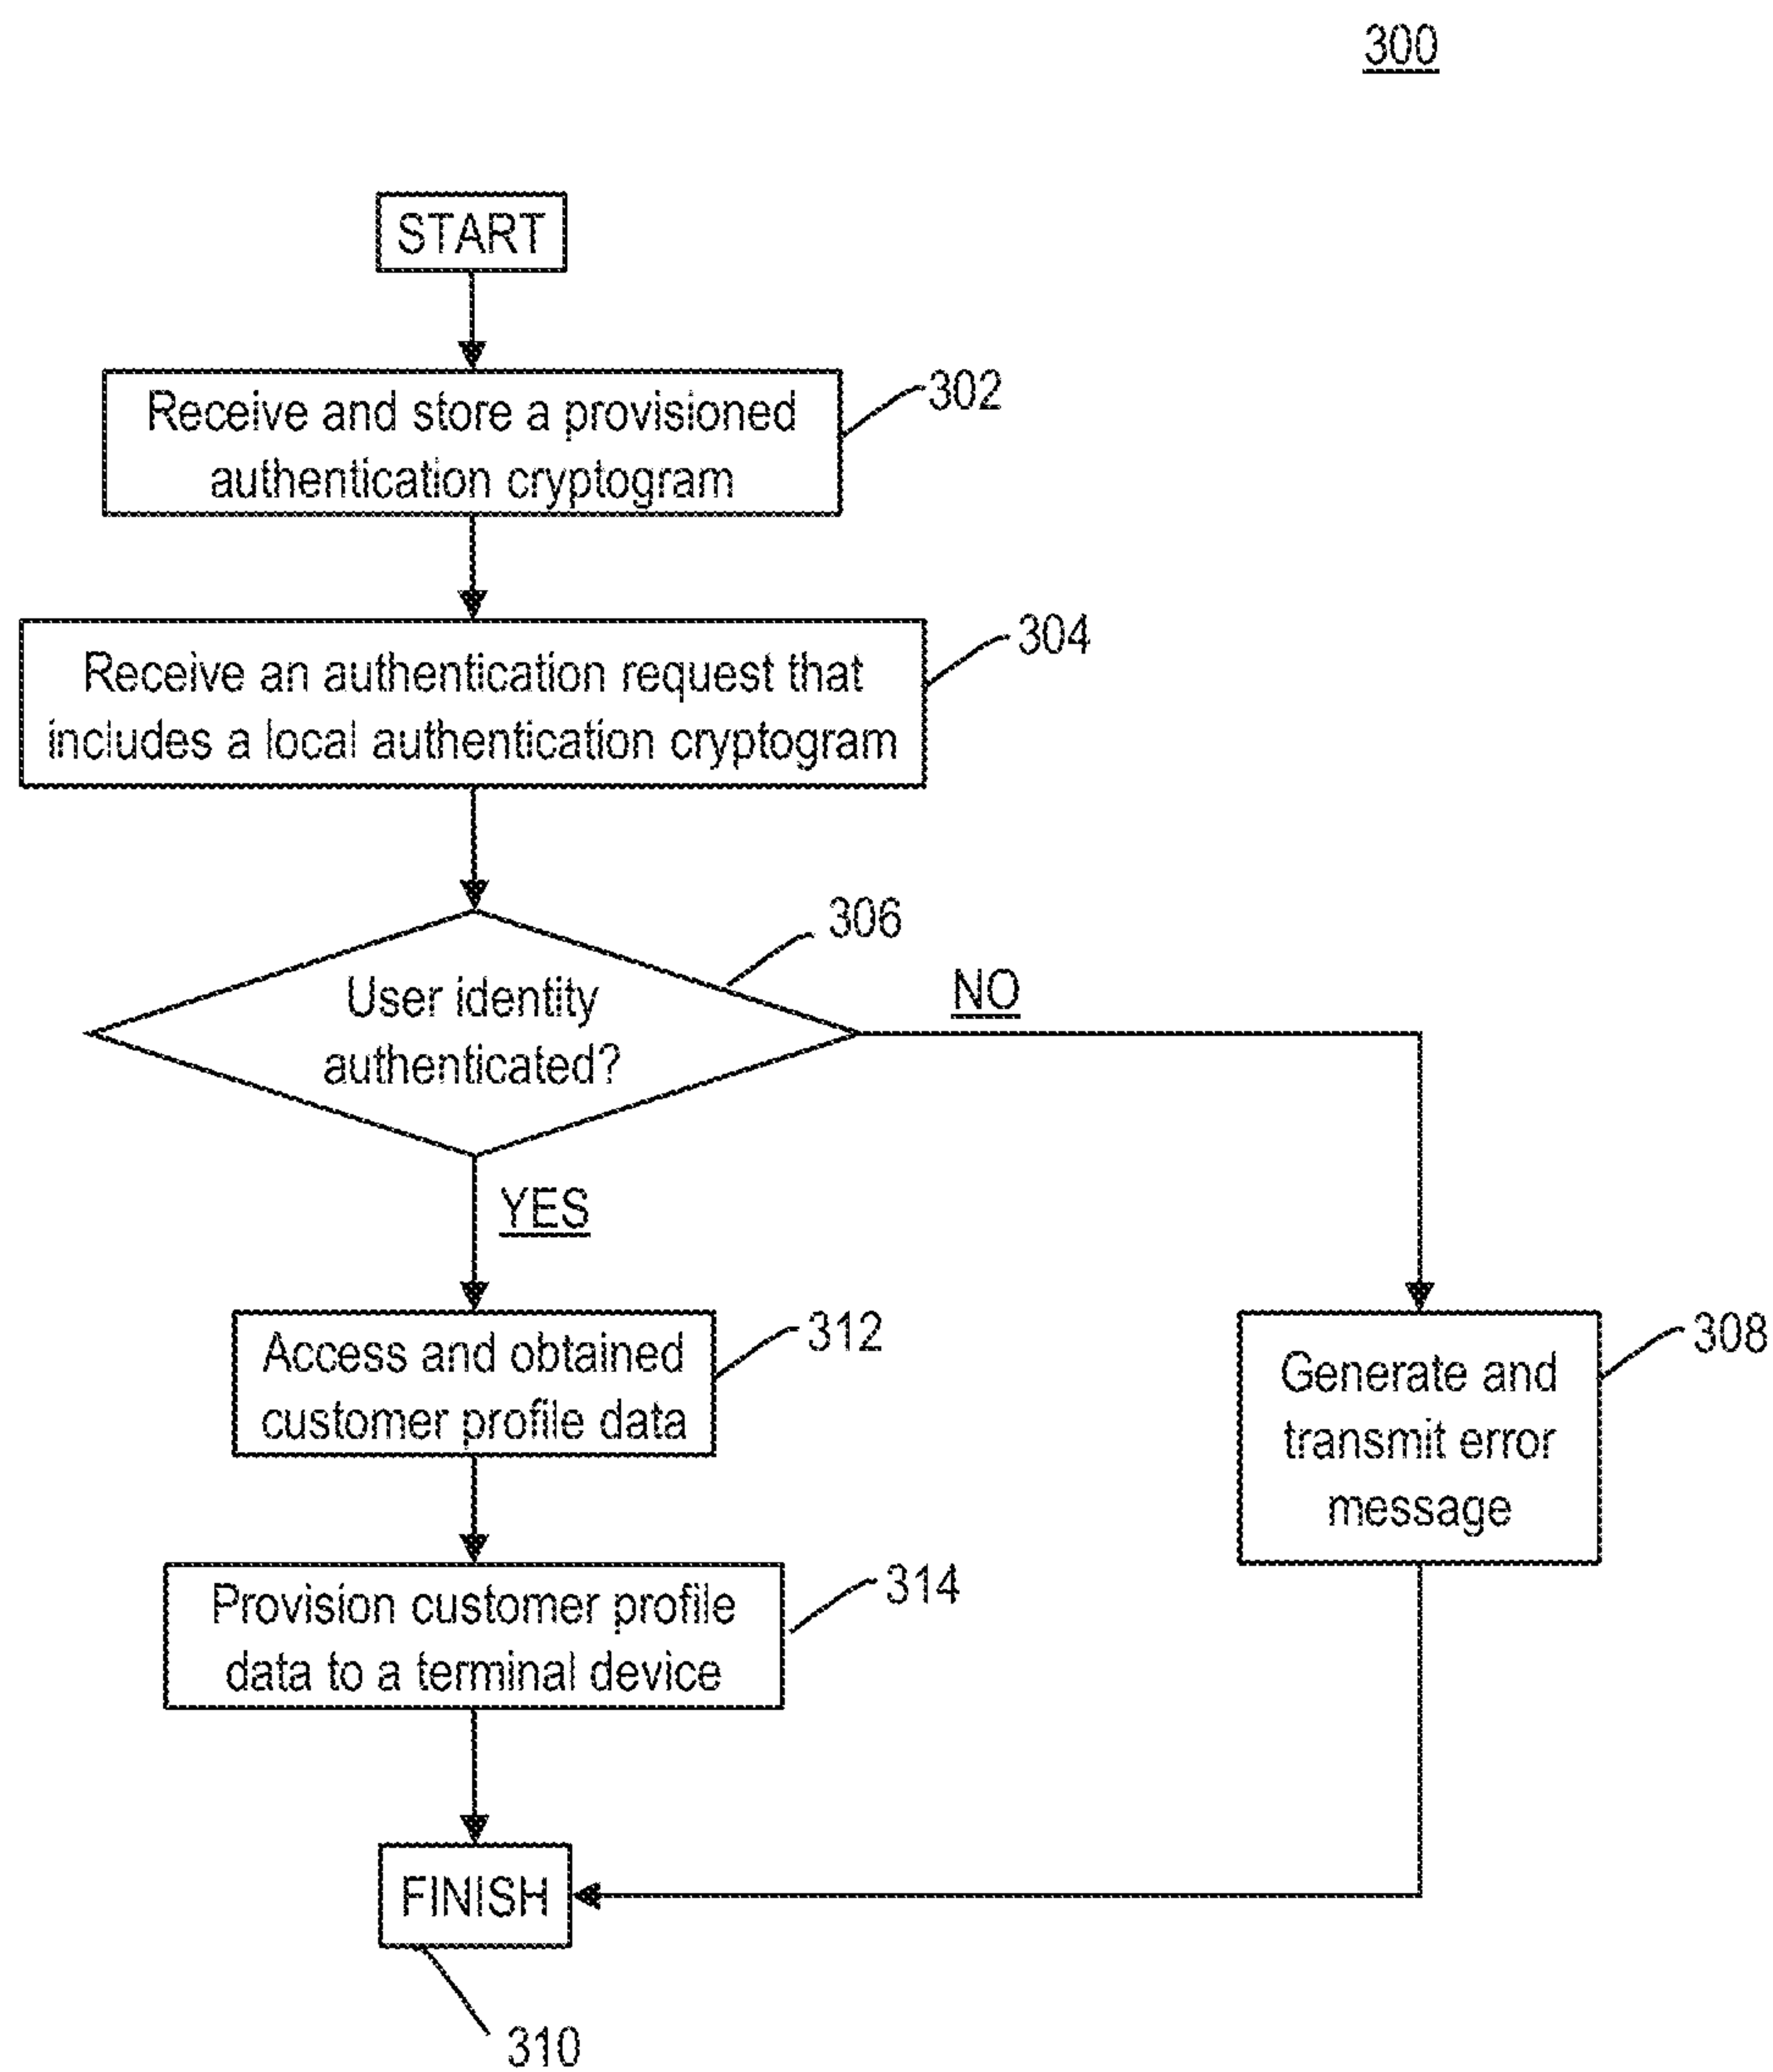 300
START
Receive and store a provisioned
authentication cryptogram
302
Receive an authentication request that
includes a local authentication cryptogram
304
306
User identity
authenticated?
NO
YES
Access and obtained
customer profile data
312
Generate and
transmit error
message
308
Provision customer profile
data to a terminal device
314
FINISH
310